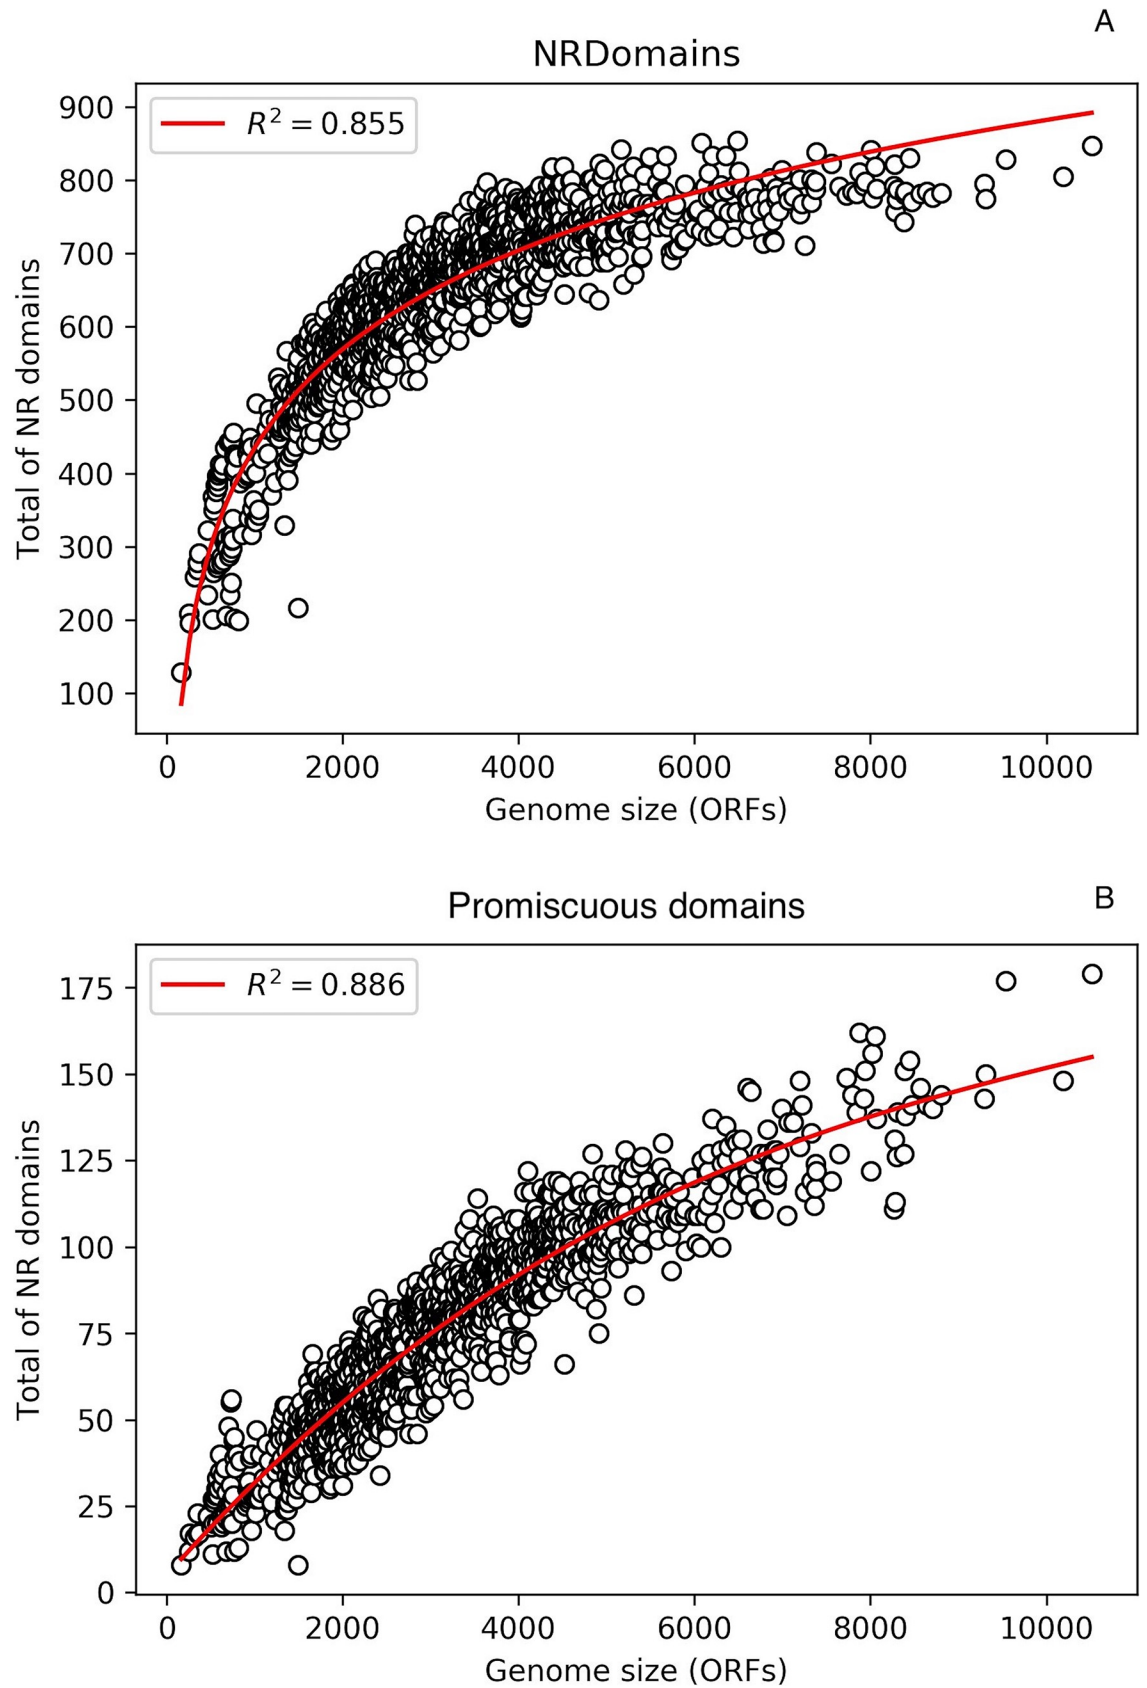 A
NRDomains
R² = 0.855
900
800
700
600
500
400
300
200
100
Total of NR domains
0 2000 4000 6000 8000 10000
Genome size (ORFs)
B
Promiscuous domains
R² = 0.886
175
150
125
100
75
50
25
0
Total of NR domains
0 2000 4000 6000 8000 10000
Genome size (ORFs)